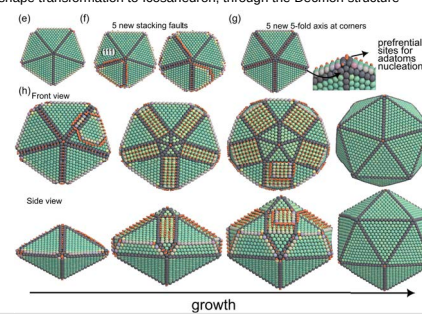 shape transformation to icosahedron, through the Decmon structure
(e)
(f)
5 new stacking faults
{111}
(g)
5 new 5-fold axis at corners
prefrential
sites for
adatoms
nucleation
(h)
Front view
Side view
growth